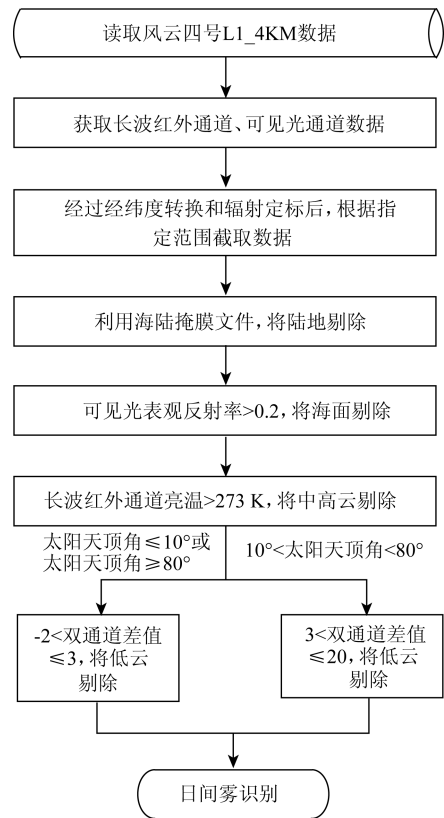 读取风云四号L1_4KM数据
获取长波红外通道、可见光通道数据
经过经纬度转换和辐射定标后,根据指
定范围截取数据
利用海陆掩膜文件,将陆地剔除
可见光表观反射率>0.2,将海面剔除
长波红外通道亮温>273 K,将中高云剔除
太阳天顶角≤10°或
太阳天顶角≥80°
10°<太阳天顶角<80°
-2<双通道差值
≤3,将低云
剔除
3<双通道差值
≤20,将低云
剔除
日间雾识别